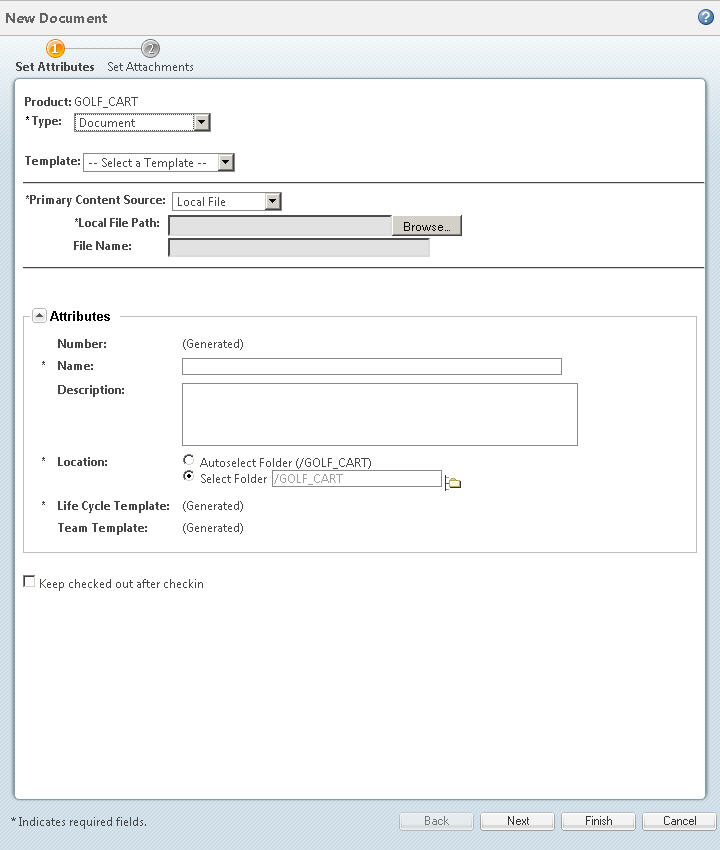 New Document
?
1 2
Set Attributes Set Attachments
Product: GOLF_CART
*Type: Document
Template: -- Select a Template --
*Primary Content Source: Local File
*Local File Path: Browse...
File Name:
Attributes
Number: (Generated)
* Name:
Description:
* Location: Autoselect Folder (/GOLF_CART)
Select Folder /GOLF_CART
* Life Cycle Template: (Generated)
Team Template: (Generated)
Keep checked out after checkin
* Indicates required fields. Back Next Finish Cancel